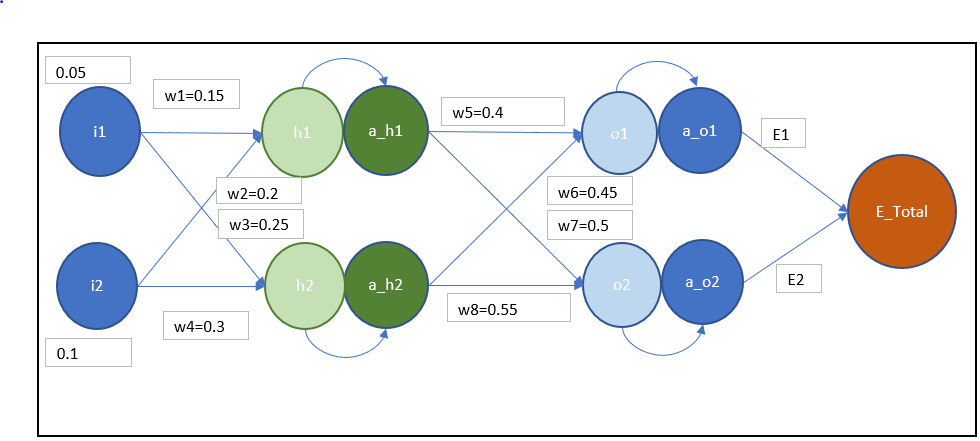 0.05
w1=0.15
w5=0.4
i1
h1
a_h1
o1
a_o1
E1
w2=0.2
w6=0.45
w3=0.25
w7=0.5
E_Total
i2
h2
a_h2
o2
a_o2
E2
w4=0.3
w8=0.55
0.1